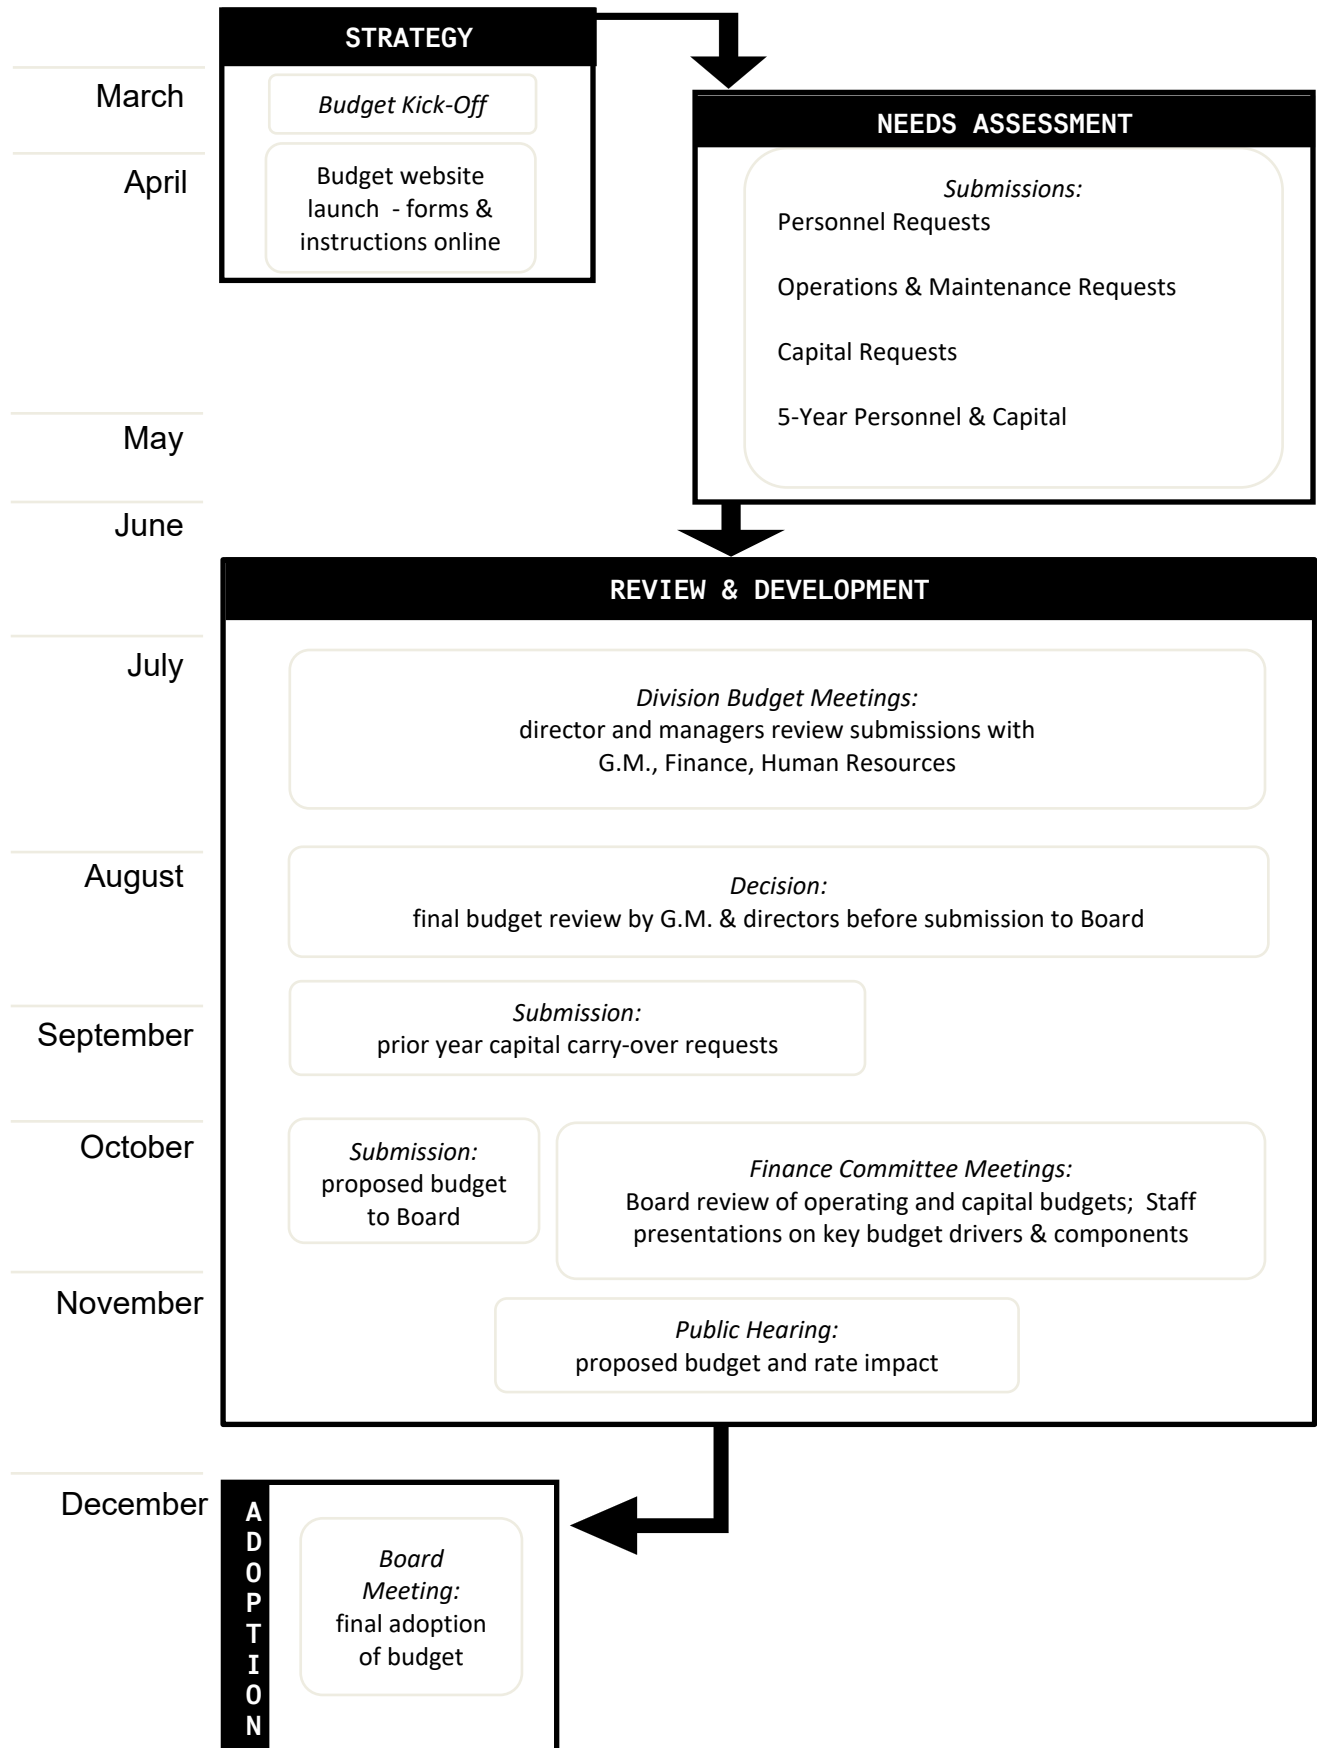 STRATEGY
March
Budget Kick-Off
NEEDS ASSESSMENT
April
Budget website
launch - forms &
instructions online
Submissions:
Personnel Requests
Operations & Maintenance Requests
Capital Requests
5-Year Personnel & Capital
May
June
REVIEW & DEVELOPMENT
July
Division Budget Meetings:
director and managers review submissions with
G.M., Finance, Human Resources
August
Decision:
final budget review by G.M. & directors before submission to Board
September
Submission:
prior year capital carry-over requests
October
Submission:
proposed budget
to Board
Finance Committee Meetings:
Board review of operating and capital budgets; Staff
presentations on key budget drivers & components
November
Public Hearing:
proposed budget and rate impact
December
ADOPTION
Board
Meeting:
final adoption
of budget